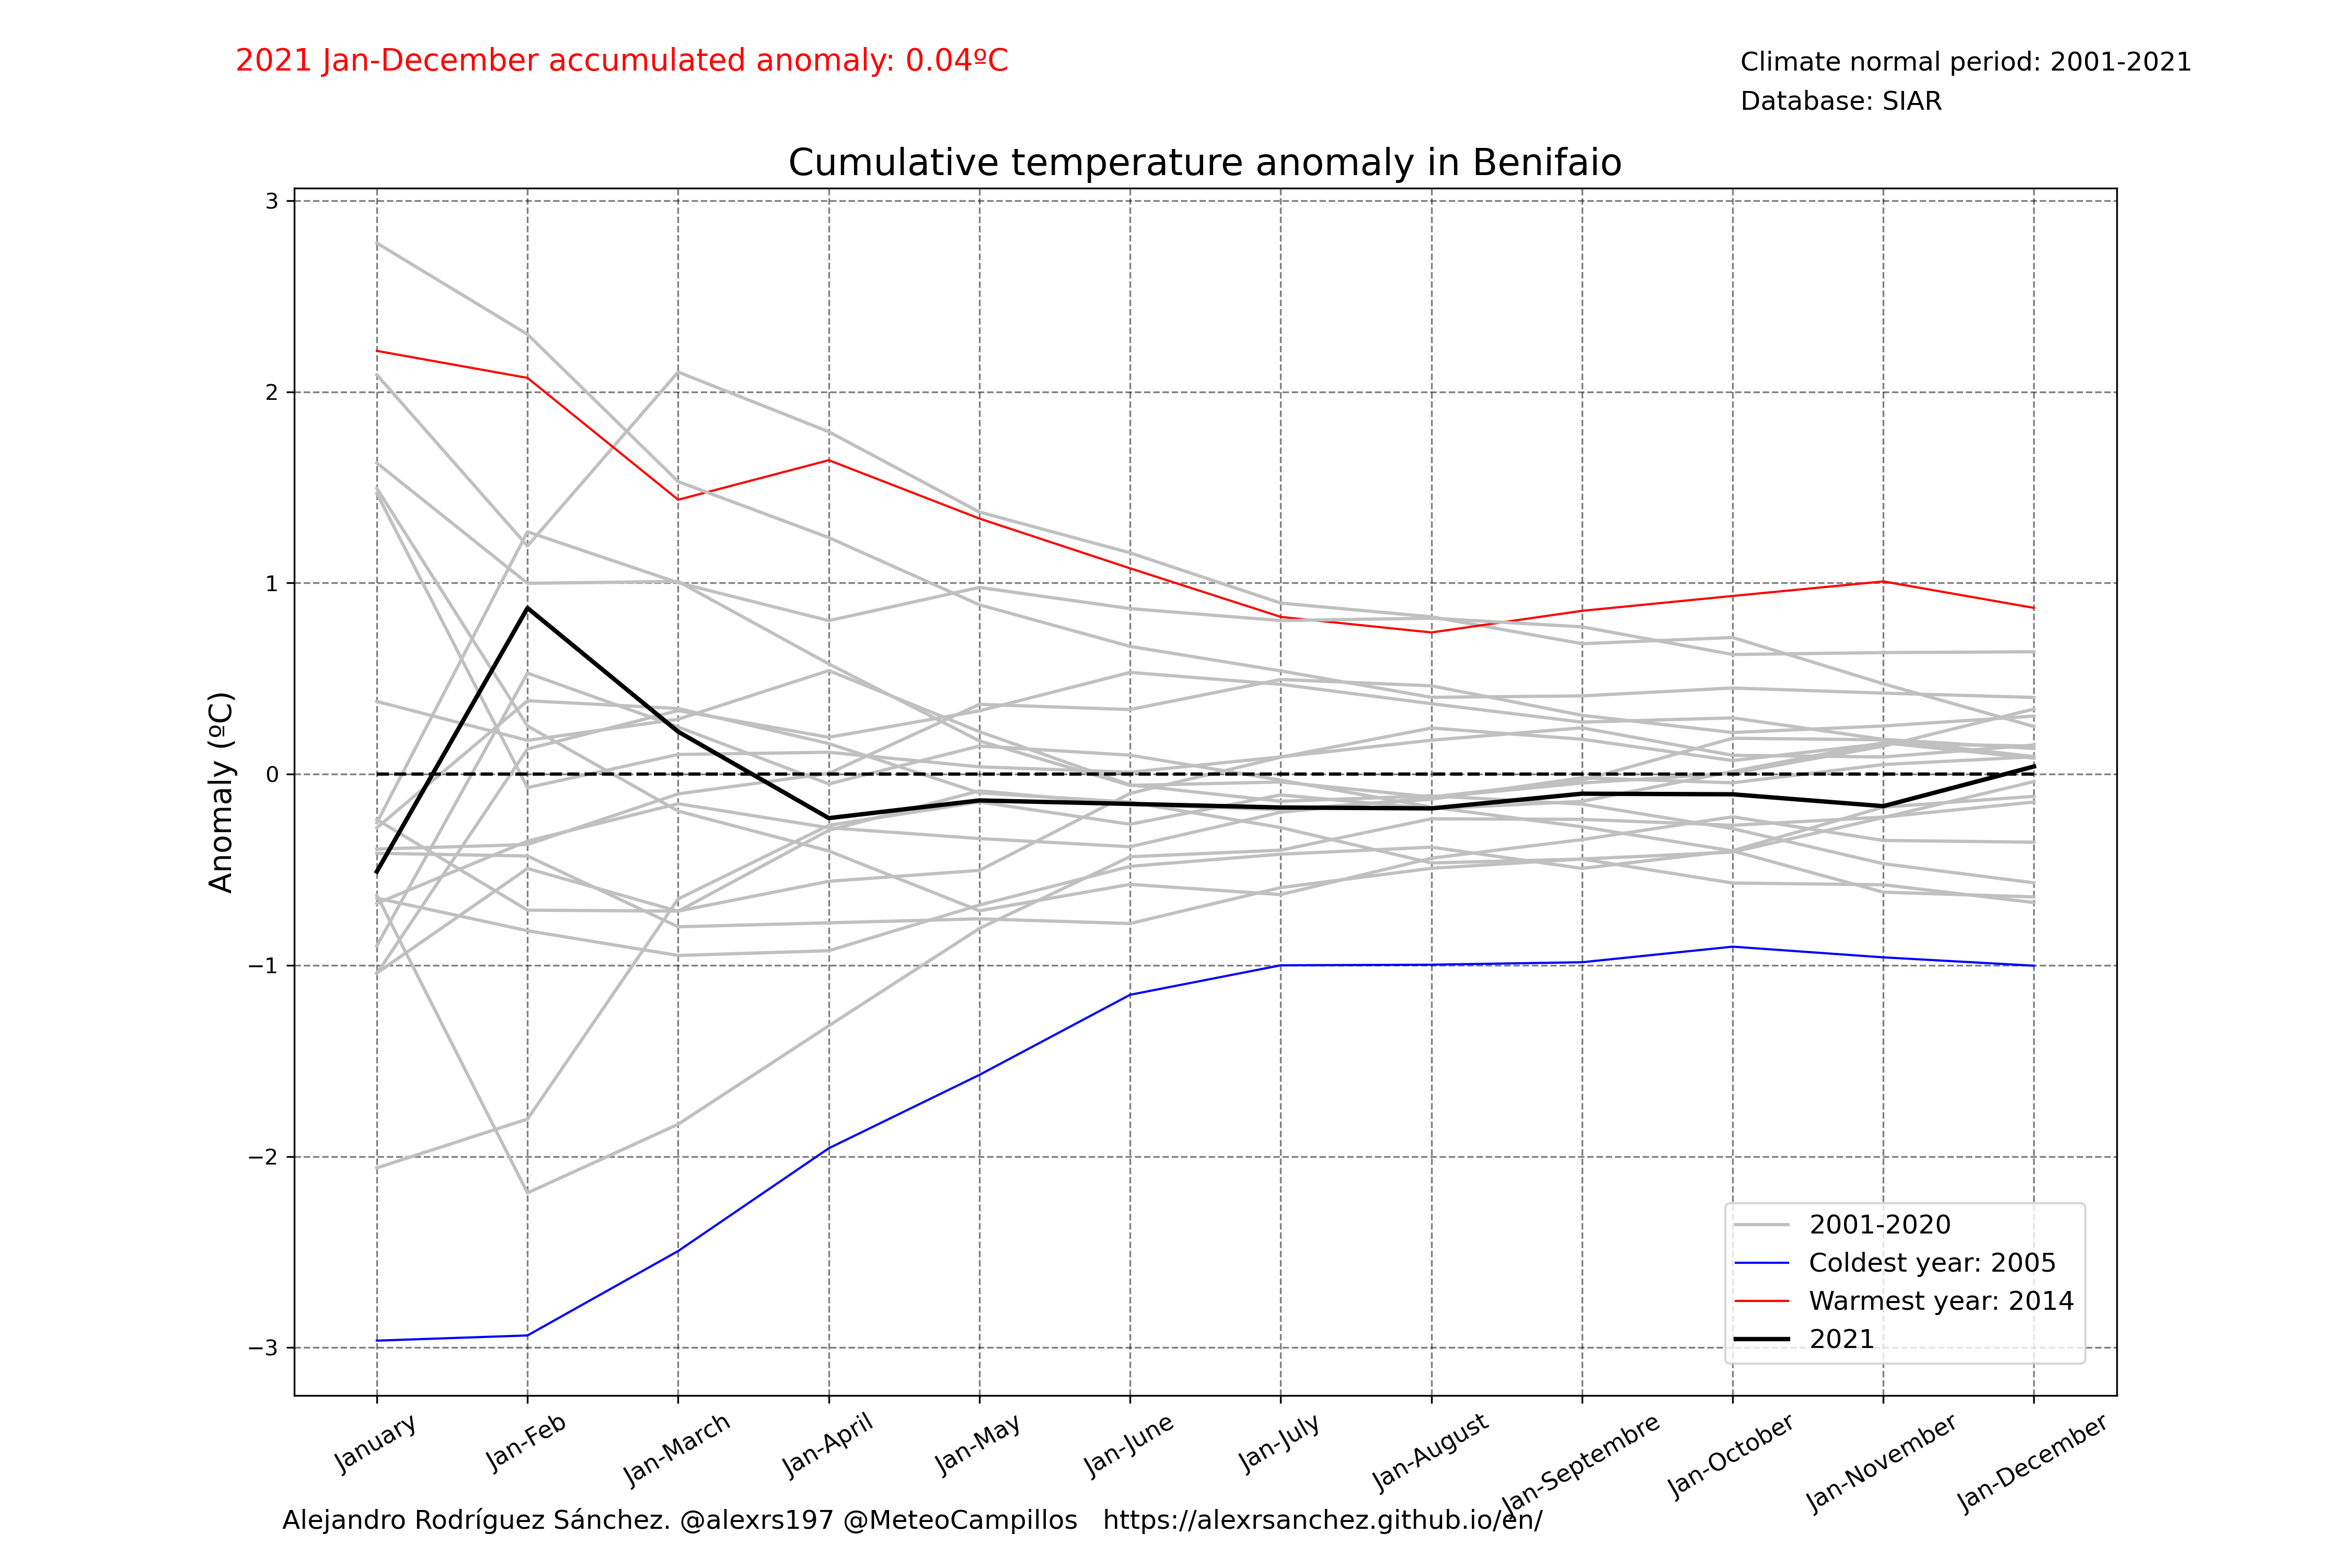 2021 Jan-December accumulated anomaly: 0.04ºC
Climate normal period: 2001-2021
Database: SIAR
Cumulative temperature anomaly in Benifaio
Anomaly (ºC)
3
2
1
0
−1
−2
−3
2001-2020
Coldest year: 2005
Warmest year: 2014
2021
January
Jan-Feb
Jan-March
Jan-April
Jan-May
Jan-June
Jan-July
Jan-August
Jan-Septembre
Jan-October
Jan-November
Jan-December
Alejandro Rodríguez Sánchez. @alexrs197 @MeteoCampillos   https://alexrsanchez.github.io/en/